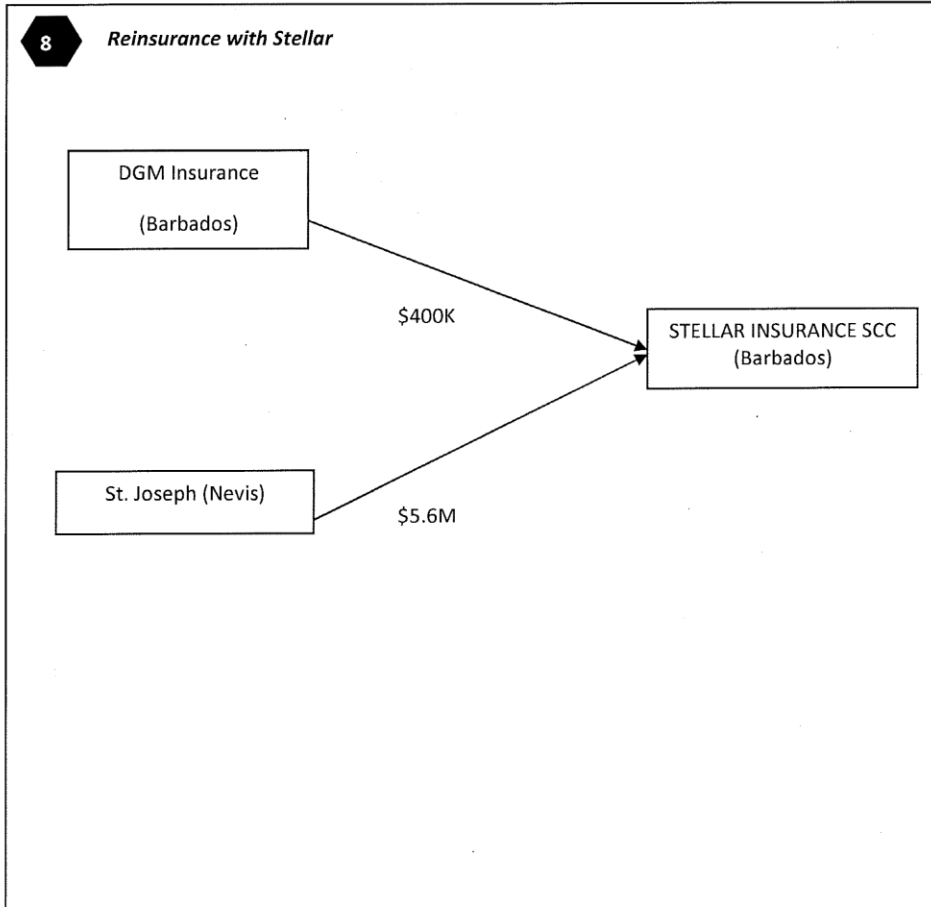 8
Reinsurance with Stellar
DGM Insurance
(Barbados)
$400K
STELLAR INSURANCE SCC
(Barbados)
St. Joseph (Nevis)
$5.6M